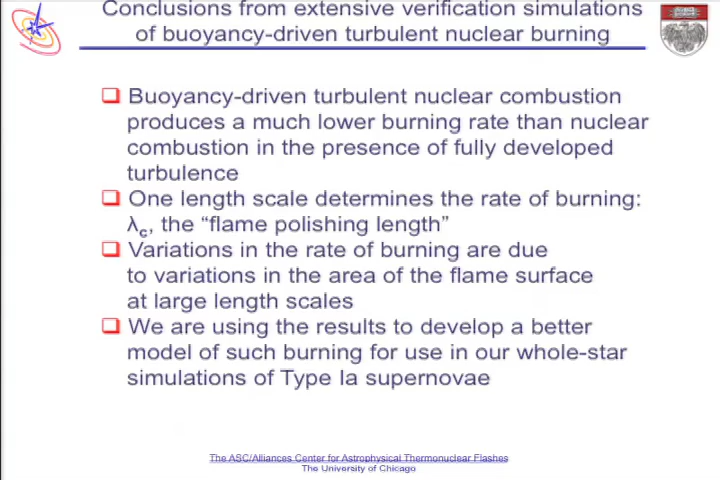 Conclusions from extensive verification simulations
of buoyancy-driven turbulent nuclear burning
Buoyancy-driven turbulent nuclear combustion
produces a much lower burning rate than nuclear
combustion in the presence of fully developed
turbulence
One length scale determines the rate of burning:
λc, the “flame polishing length”
Variations in the rate of burning are due
to variations in the area of the flame surface
at large length scales
We are using the results to develop a better
model of such burning for use in our whole-star
simulations of Type Ia supernovae
The ASC/Alliances Center for Astrophysical Thermonuclear Flashes
The University of Chicago